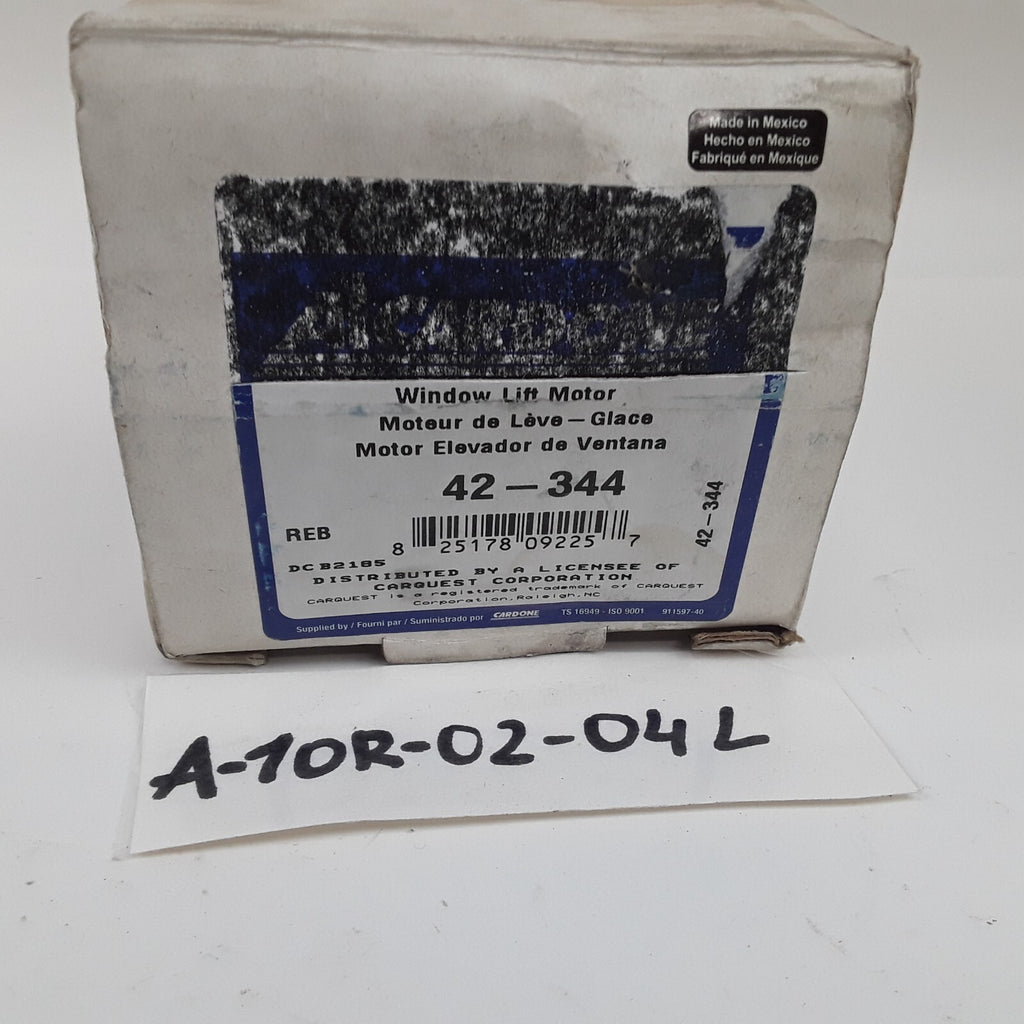 Made in Mexico
Hecho en Mexico
Fabriqué en Mexique
A1 CARDONE
Window Lift Motor
Moteur de Lève-Glace
Motor Elevador de Ventana
42-344
REB
8 25178 09225 7
42-344
DC B2185
DISTRIBUTED BY A LICENSEE OF
CARQUEST CORPORATION
CARQUEST is a registered trademark of CARQUEST
Corporation, Raleigh, NC
Supplied by / Fourni par / Suministrado por CARDONE TS 16949 - ISO 9001 911597-40
A-10R-02-04 L